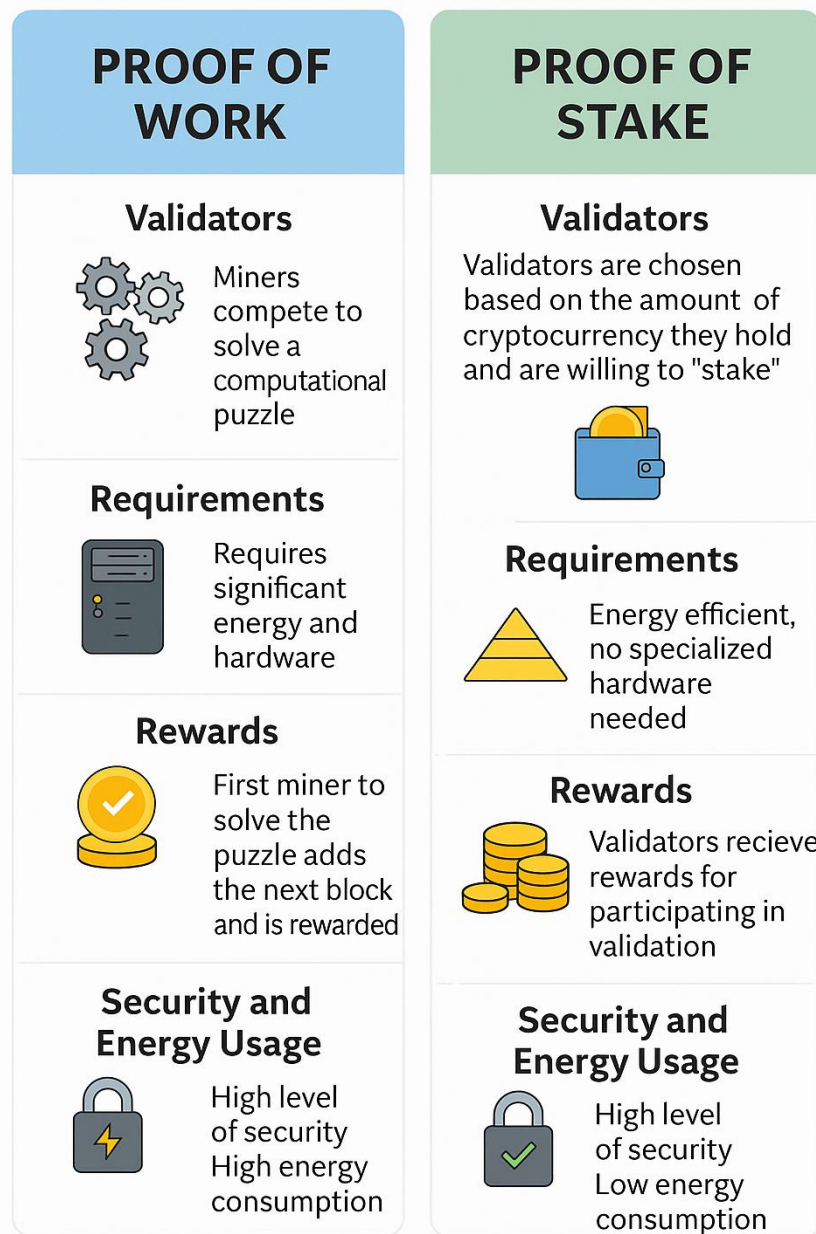 PROOF OF
WORK
Validators
Miners
compete to
solve a
computational
puzzle
Requirements
Requires
significant
energy and
hardware
Rewards
First miner to
solve the
puzzle adds
the next block
and is rewarded
Security and
Energy Usage
High level
of security
High energy
consumption
PROOF OF
STAKE
Validators
Validators are chosen
based on the amount of
cryptocurrency they hold
and are willing to "stake"
Requirements
Energy efficient,
no specialized
hardware
needed
Rewards
Validators recieve
rewards for
participating in
validation
Security and
Energy Usage
High level
of security
Low energy
consumption